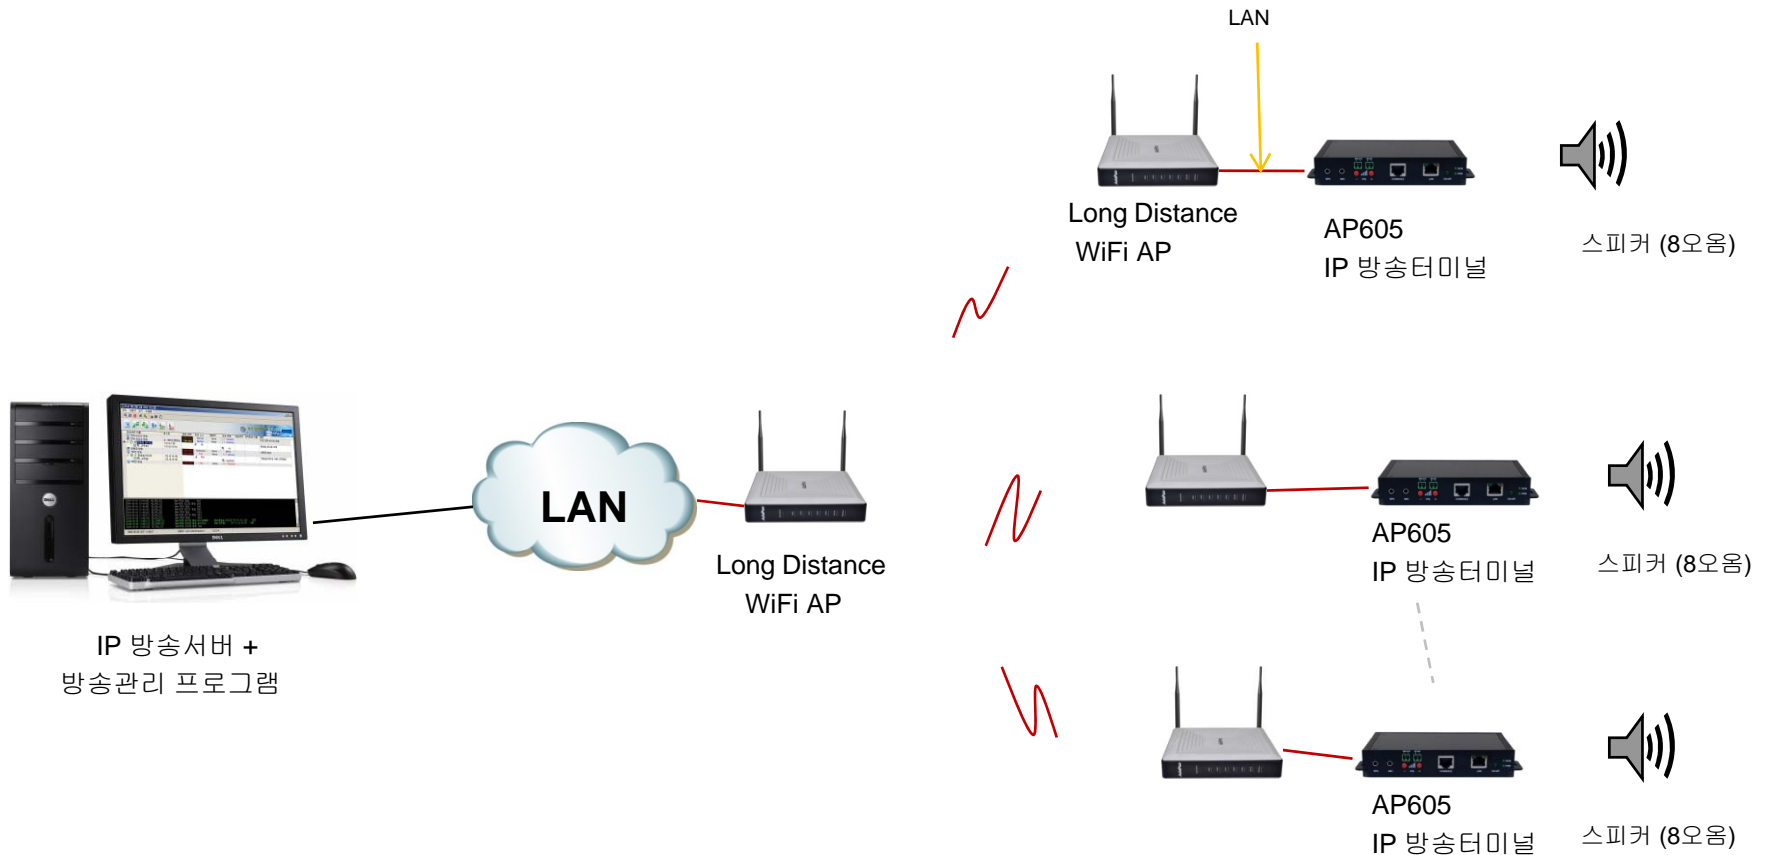 LAN
Long Distance
WiFi AP
AP605
IP 방송터미널
스피커 (8오옴)
LAN
Long Distance
WiFi AP
IP 방송서버 +
방송관리 프로그램
AP605
IP 방송터미널
스피커 (8오옴)
AP605
IP 방송터미널
스피커 (8오옴)